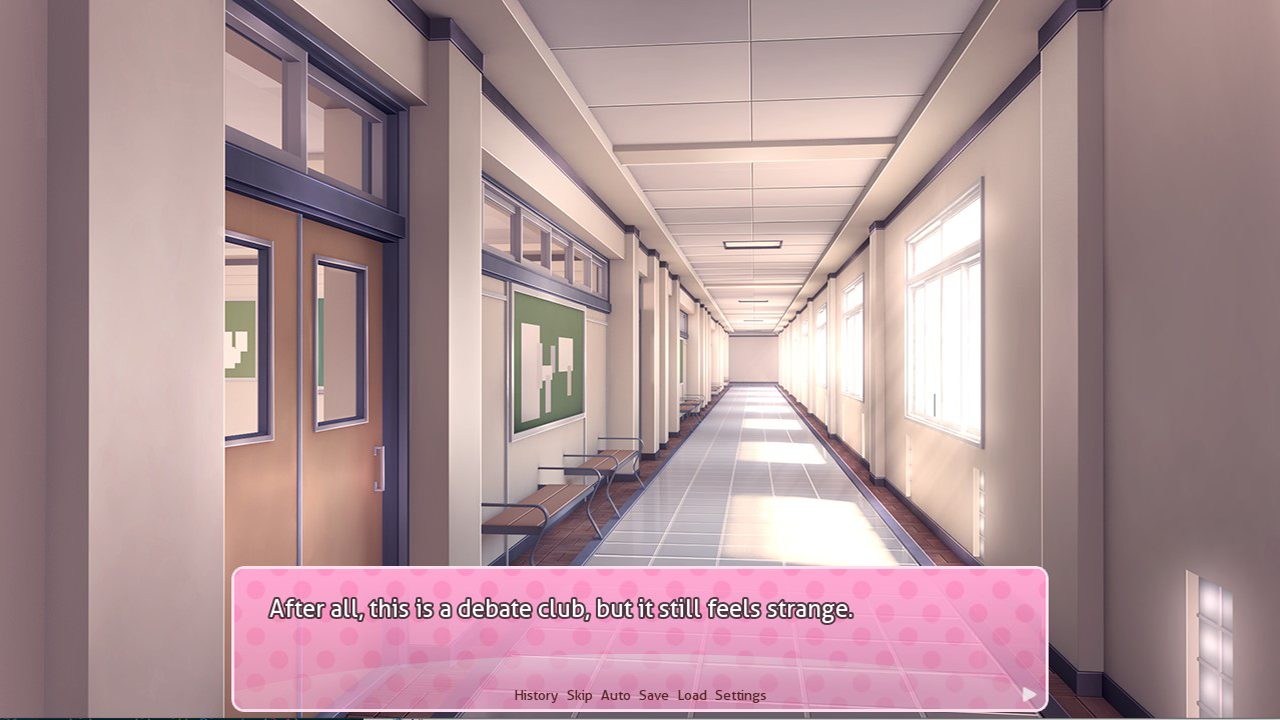 After all, this is a debate club, but it still feels strange.
History Skip Auto Save Load Settings